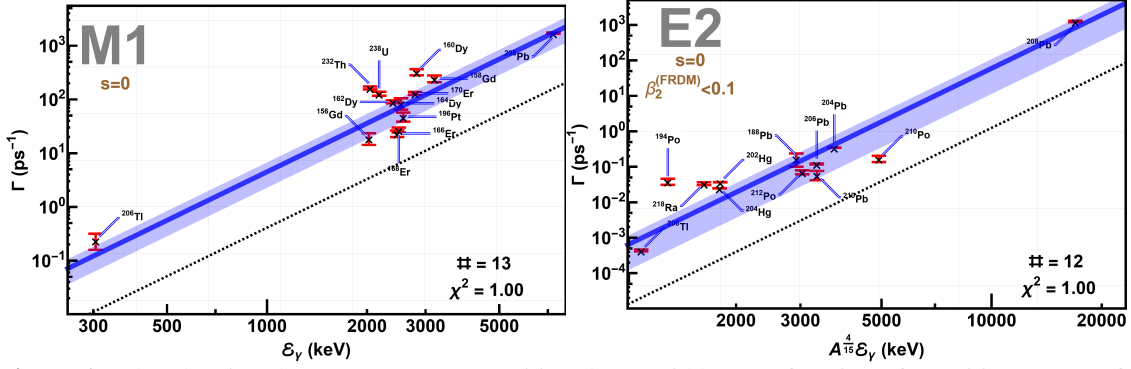 M1
s=0
²³²Th
²³⁸U
¹⁶⁰Dy
²⁰⁸Pb
¹⁵⁸Gd
¹⁷⁰Er
¹⁶²Dy
¹⁶⁴Dy
¹⁵⁶Gd
¹⁹⁶Pt
¹⁶⁶Er
¹⁶⁸Er
²⁰⁶Tl
# = 13
χ² = 1.00
Γ (ps⁻¹)
10³
10²
10¹
10⁰
10⁻¹
300 500 1000 2000 3000 5000
ℰγ (keV)
E2
s=0
β₂⁽ᶠᴿᴰᴹ⁾<0.1
²⁰⁸Pb
²⁰⁴Pb
²⁰⁶Pb
¹⁸⁸Pb
²¹⁰Po
¹⁹⁴Po
²⁰²Hg
²¹²Po
²¹⁰Pb
²¹⁸Ra
²⁰⁴Hg
²⁰⁶Tl
# = 12
χ² = 1.00
Γ (ps⁻¹)
10³
10²
10¹
10⁰
10⁻¹
10⁻²
10⁻³
10⁻⁴
2000 3000 5000 10000 20000
A^4/15 ℰγ (keV)